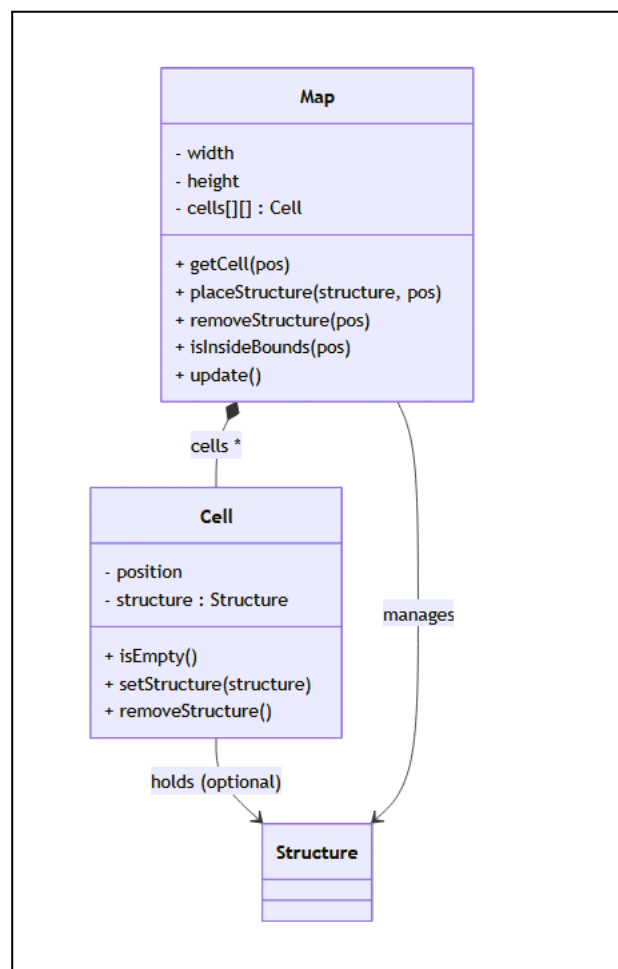 Map
- width
- height
- cells[][] : Cell
+ getCell(pos)
+ placeStructure(structure, pos)
+ removeStructure(pos)
+ isInsideBounds(pos)
+ update()
cells *
Cell
- position
- structure : Structure
+ isEmpty()
+ setStructure(structure)
+ removeStructure()
manages
holds (optional)
Structure